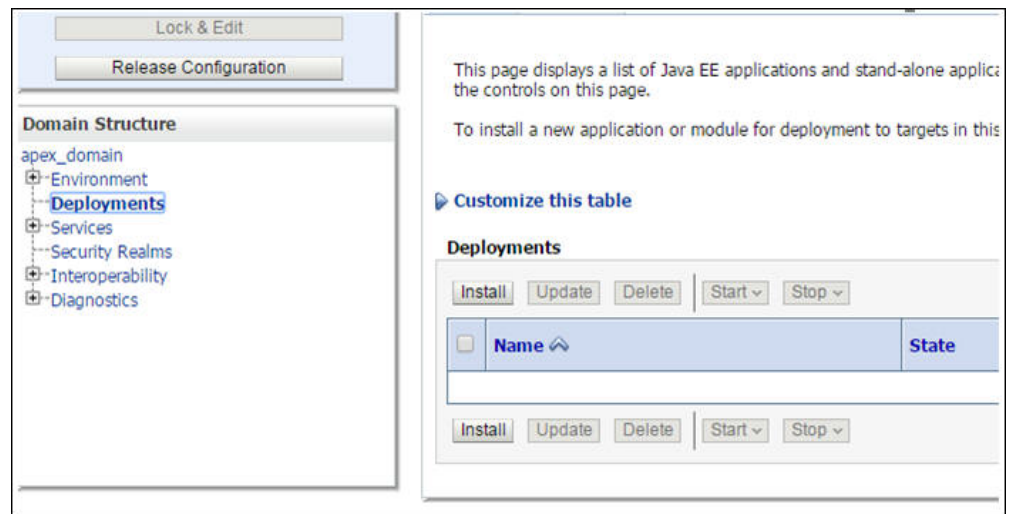 Lock & Edit
Release Configuration
Domain Structure
apex_domain
Environment
Deployments
Services
Security Realms
Interoperability
Diagnostics
This page displays a list of Java EE applications and stand-alone
the controls on this page.
To install a new application or module for deployment to targets in this
Customize this table
Deployments
Install Update Delete Start Stop
Name State
Install Update Delete Start Stop